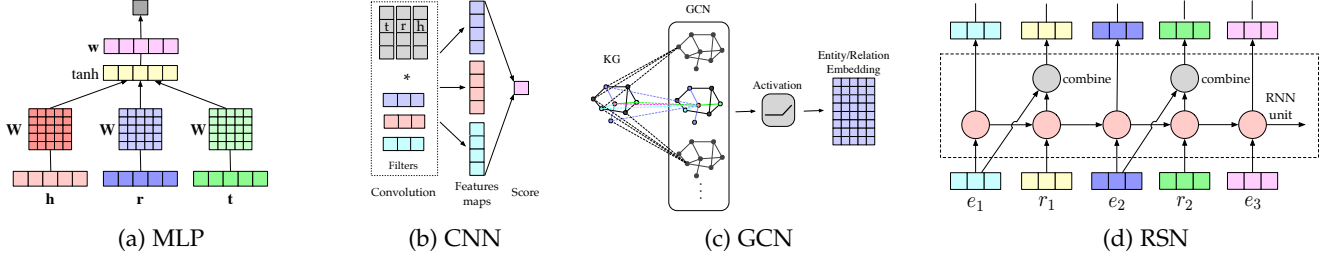 w
tanh
W
W
W
h
r
t
(a) MLP
t r h
*
Filters
Convolution
Features
maps
Score
(b) CNN
GCN
KG
Activation
Entity/Relation
Embedding
(c) GCN
combine
combine
RNN
unit
e1
r1
e2
r2
e3
(d) RSN